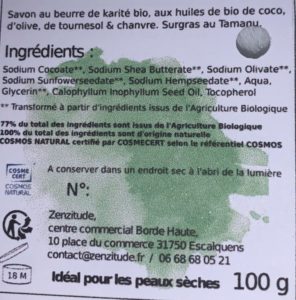 Savon au beurre de karité bio, aux huiles de bio de coco,
d'olive, de tournesol & chanvre. Surgras au Tamanu.
Ingrédients :
Sodium Cocoate**, Sodium Shea Butterate**, Sodium Olivate**,
Sodium Sunfowerseedate**, Sodium Hempseedate**, Aqua,
Glycerin**, Calophyllum Inophyllum Seed Oil, Tocopherol
** Transformé à partir d'ingrédients issus de l'Agriculture Biologique
77% du total des Ingrédients sont issus de l'Agriculture Biologique
100% du total des ingrédients sont d'origine naturelle
COSMOS NATURAL certifié par COSMECERT selon le référentiel COSMOS
COSME
CERT
COSMOS
NATURAL
A conserver dans un endroit sec à l'abri de la lumière
N°:
Zenzitude,
centre commercial Borde Haute,
10 place du commerce 31750 Escalquens
contact@zenzitude.fr / 06 68 68 05 21
18 M
Idéal pour les peaux sèches 100 g